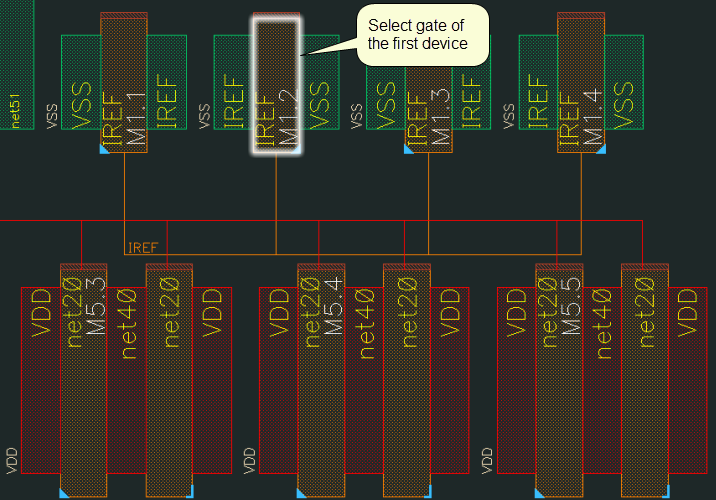 Select gate of
the first device
net51
VSS
VSS
IREF
M1.1
IREF
VSS
IREF
IREF
M1.2
VSS
VSS
IREF
M1.3
IREF
VSS
IREF
IREF
M1.4
VSS
IREF
VDD
VDD
net20
M5.3
net40
net20
VDD
VDD
VDD
net20
M5.4
net40
net20
VDD
VDD
VDD
net20
M5.5
net40
net20
VDD